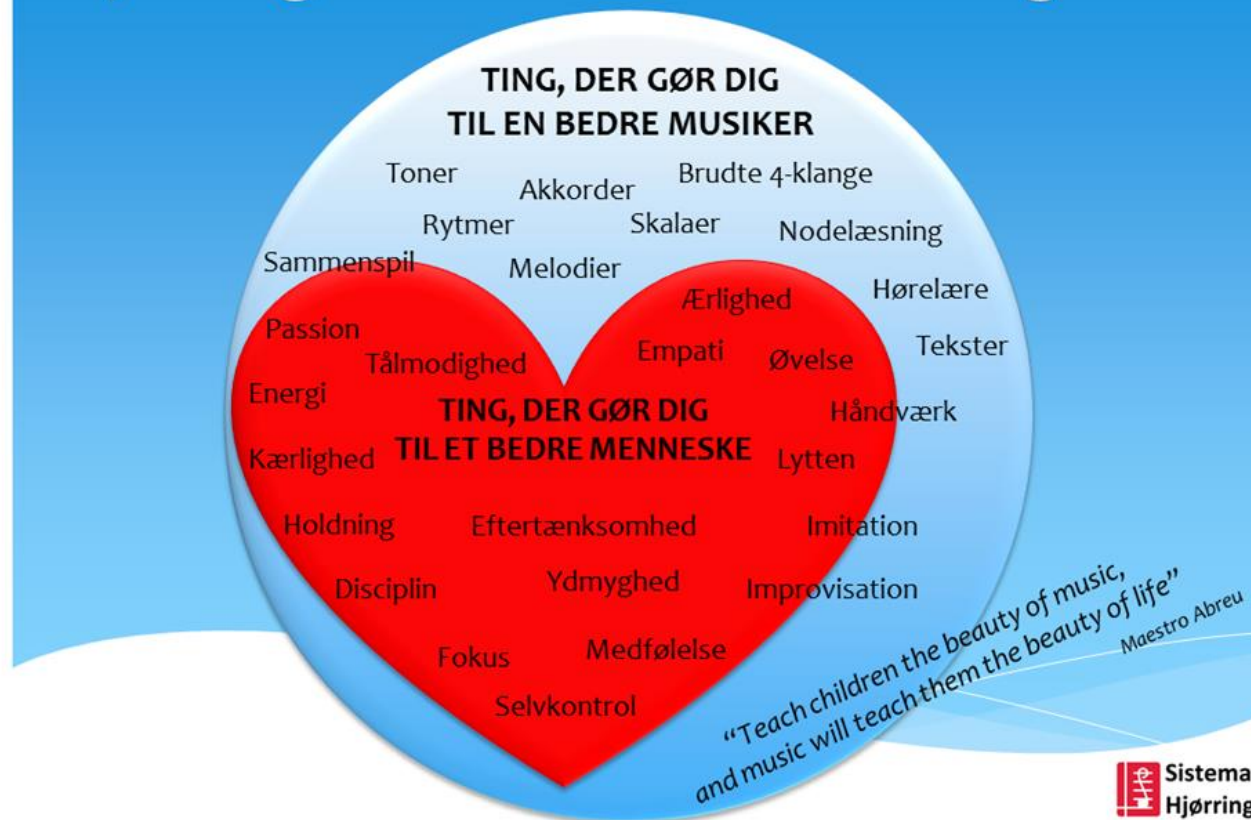 TING, DER GØR DIG
TIL EN BEDRE MUSIKER
Toner
Akkorder
Brudte 4-klange
Rytmer
Skalaer
Nodelæsning
Sammenspil
Melodier
Hørelære
Ærlighed
Passion
Tålmodighed
Empati
Øvelse
Tekster
Energi
TING, DER GØR DIG
TIL ET BEDRE MENNESKE
Håndværk
Kærlighed
Lytten
Holdning
Eftertænksomhed
Imitation
Disciplin
Ydmyghed
Improvisation
Fokus
Medfølelse
Selvkontrol
“Teach children the beauty of music,
and music will teach them the beauty of life”
Maestro Abreu
Sistema
Hjørring